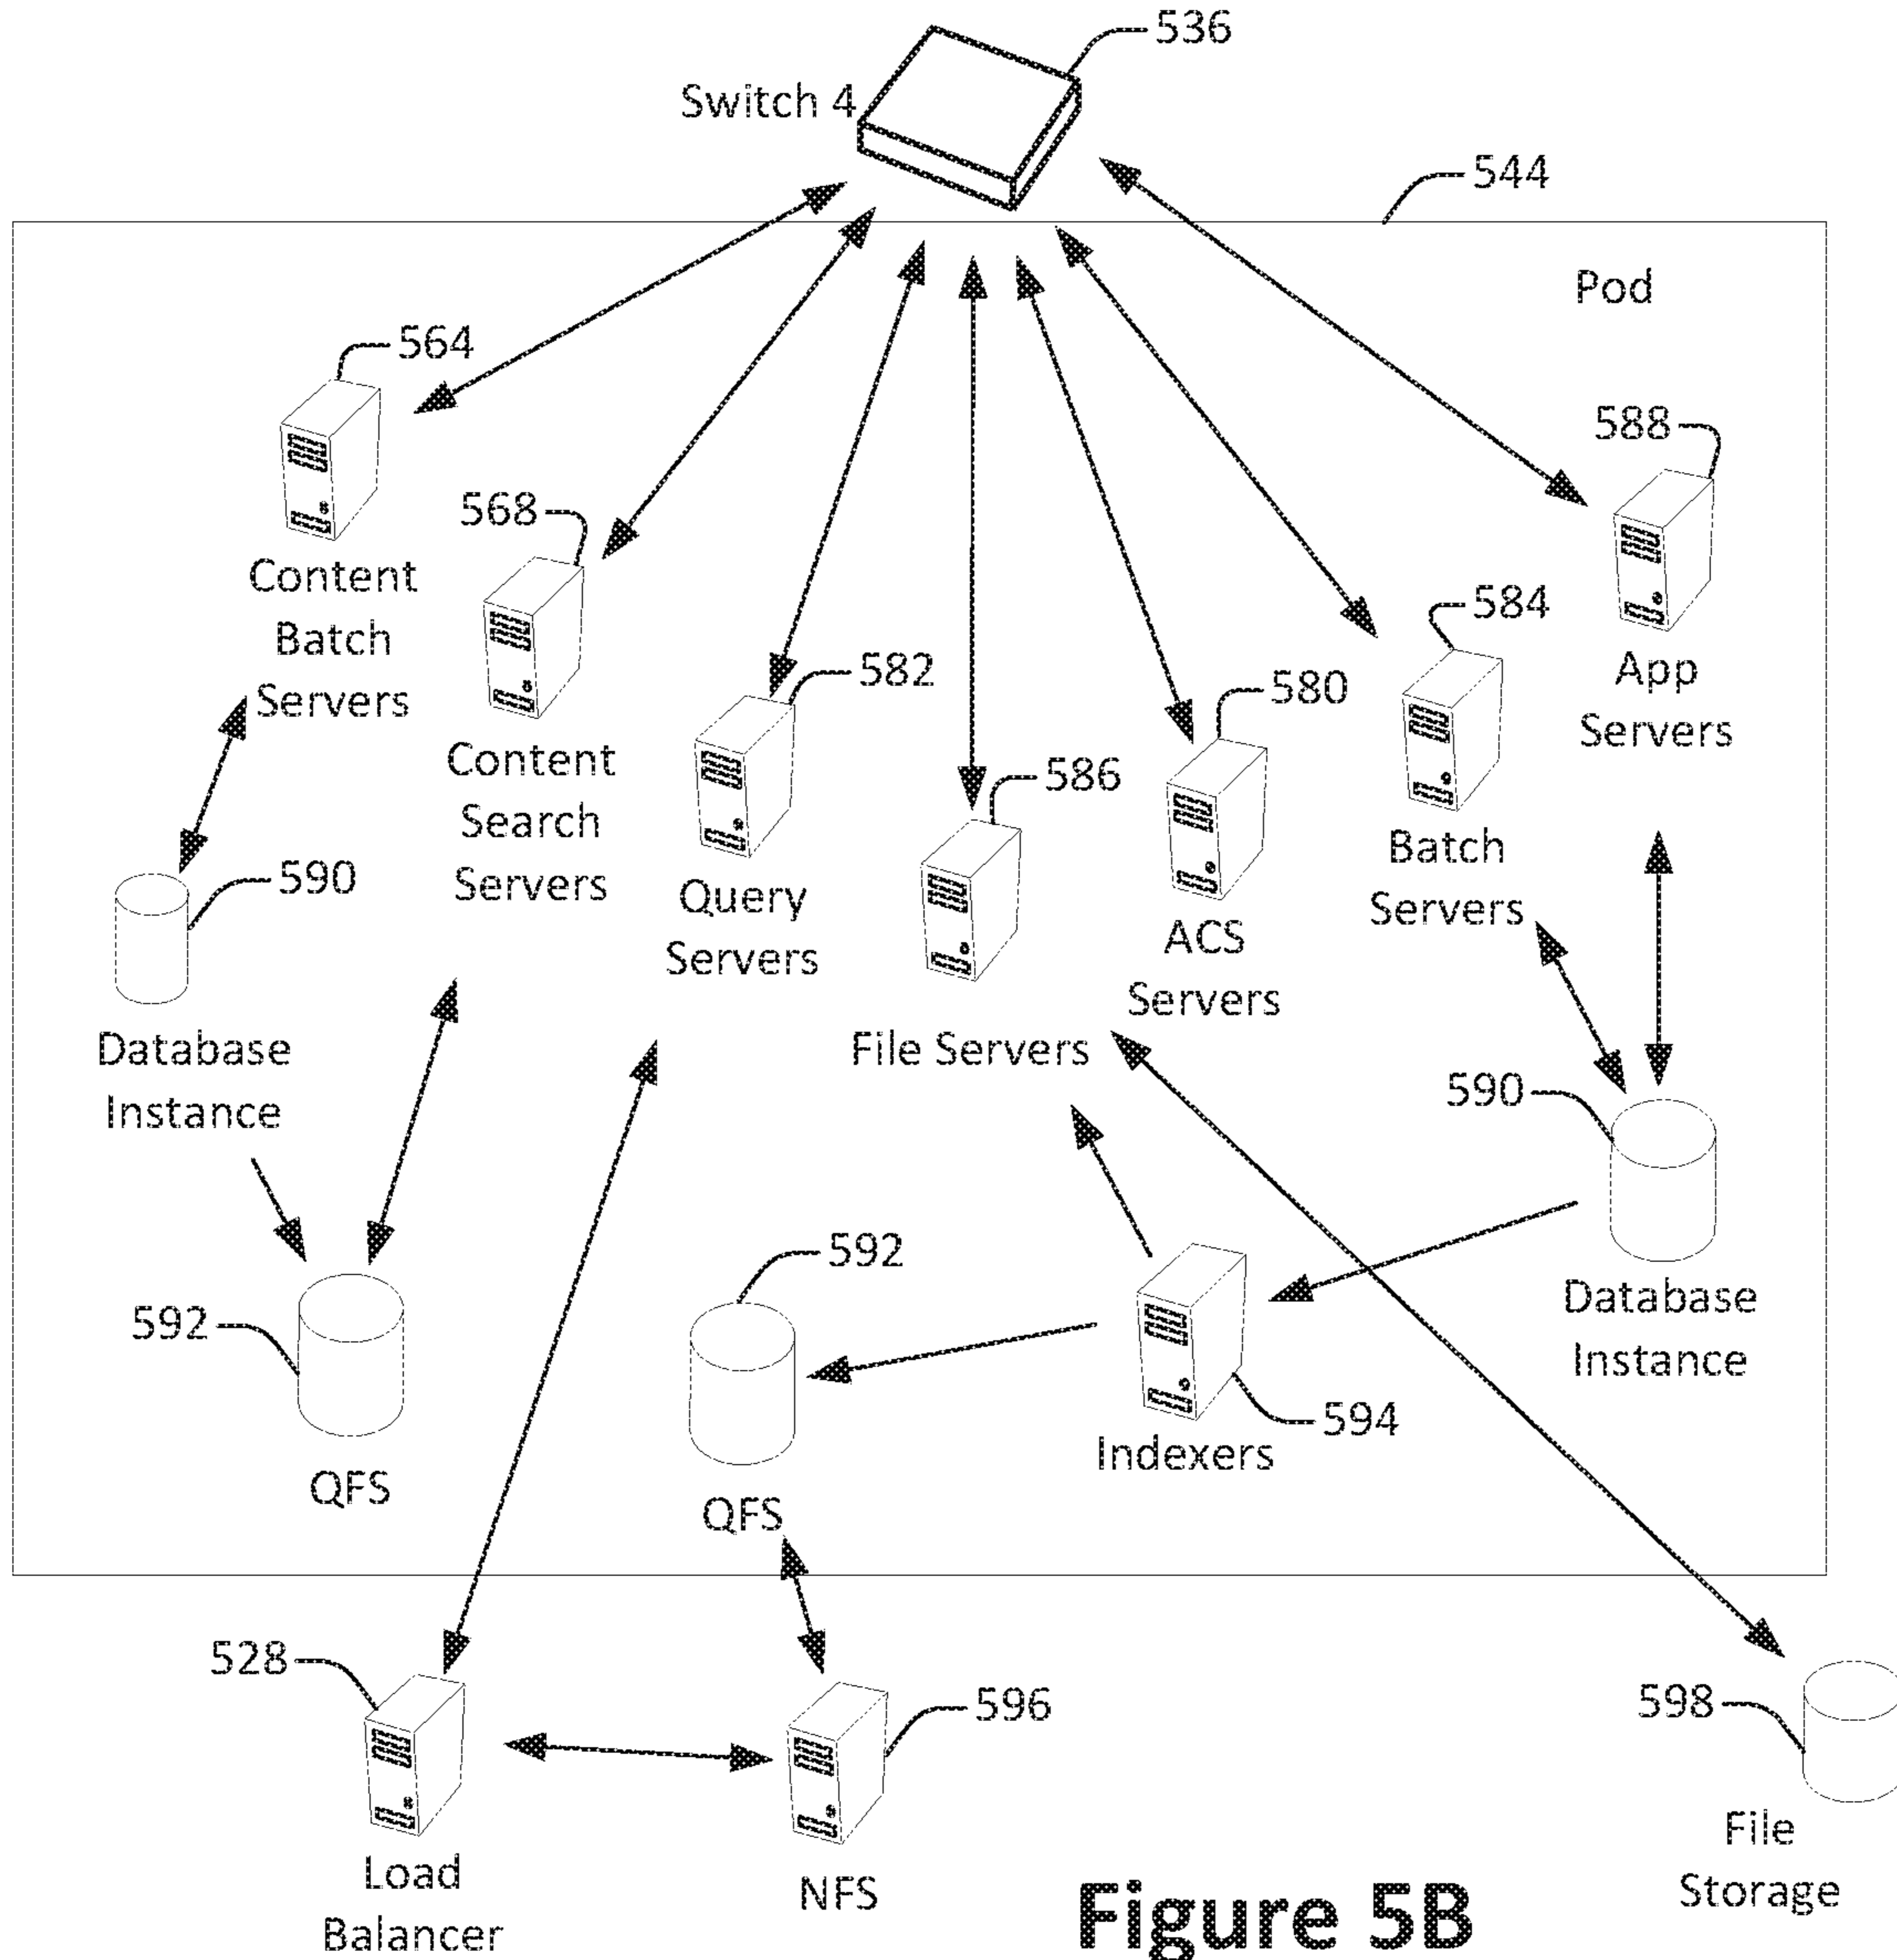 536
Switch 4
544
Pod
564
588
568
Content
Batch
Servers
584
582
580
App
Servers
Content
Search
Servers
586
590
Batch
Servers
Query
Servers
ACS
Servers
Database
Instance
File Servers
590
592
592
Database
Instance
594
Indexers
QFS
QFS
528
596
598
Load
Balancer
NFS
File
Storage
Figure 5B